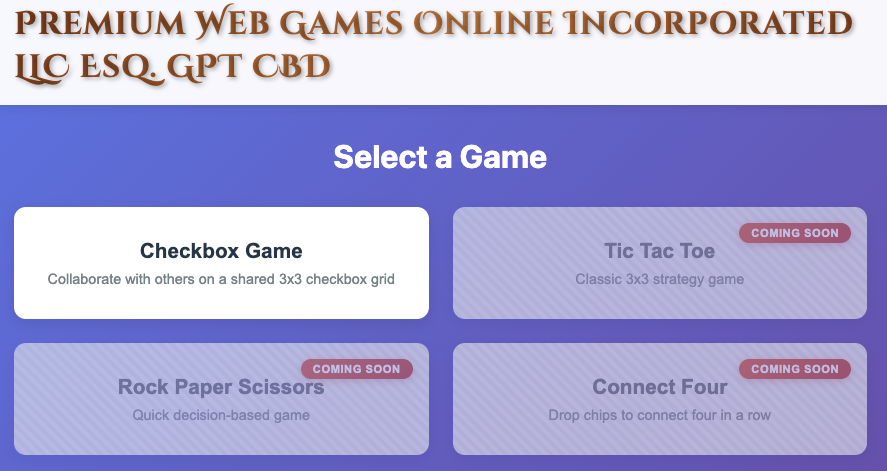 Premium Web Games Online Incorporated
LLC Esq. GPT CBD
Select a Game
Checkbox Game
Collaborate with others on a shared 3x3 checkbox grid
COMING SOON
Tic Tac Toe
Classic 3x3 strategy game
COMING SOON
Rock Paper Scissors
Quick decision-based game
COMING SOON
Connect Four
Drop chips to connect four in a row